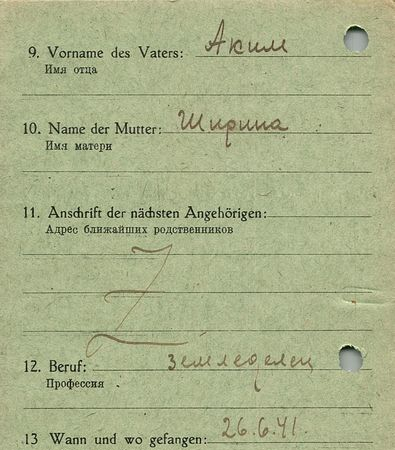 9. Vorname des Vaters: Аким
Имя отца
10. Name der Mutter: Ширина
Имя матери
11. Anschrift der nächsten Angehörigen:
Адрес ближайших родственников
Z
12. Beruf: Земледелец
Профессия
13 Wann und wo gefangen: 26.6.41.